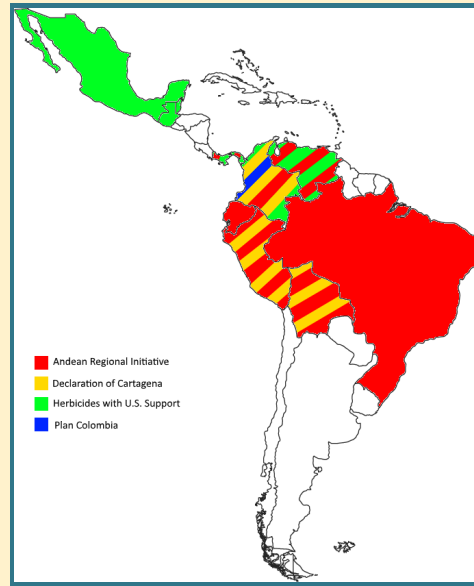 Andean Regional Initiative
Declaration of Cartagena
Herbicides with U.S. Support
Plan Colombia